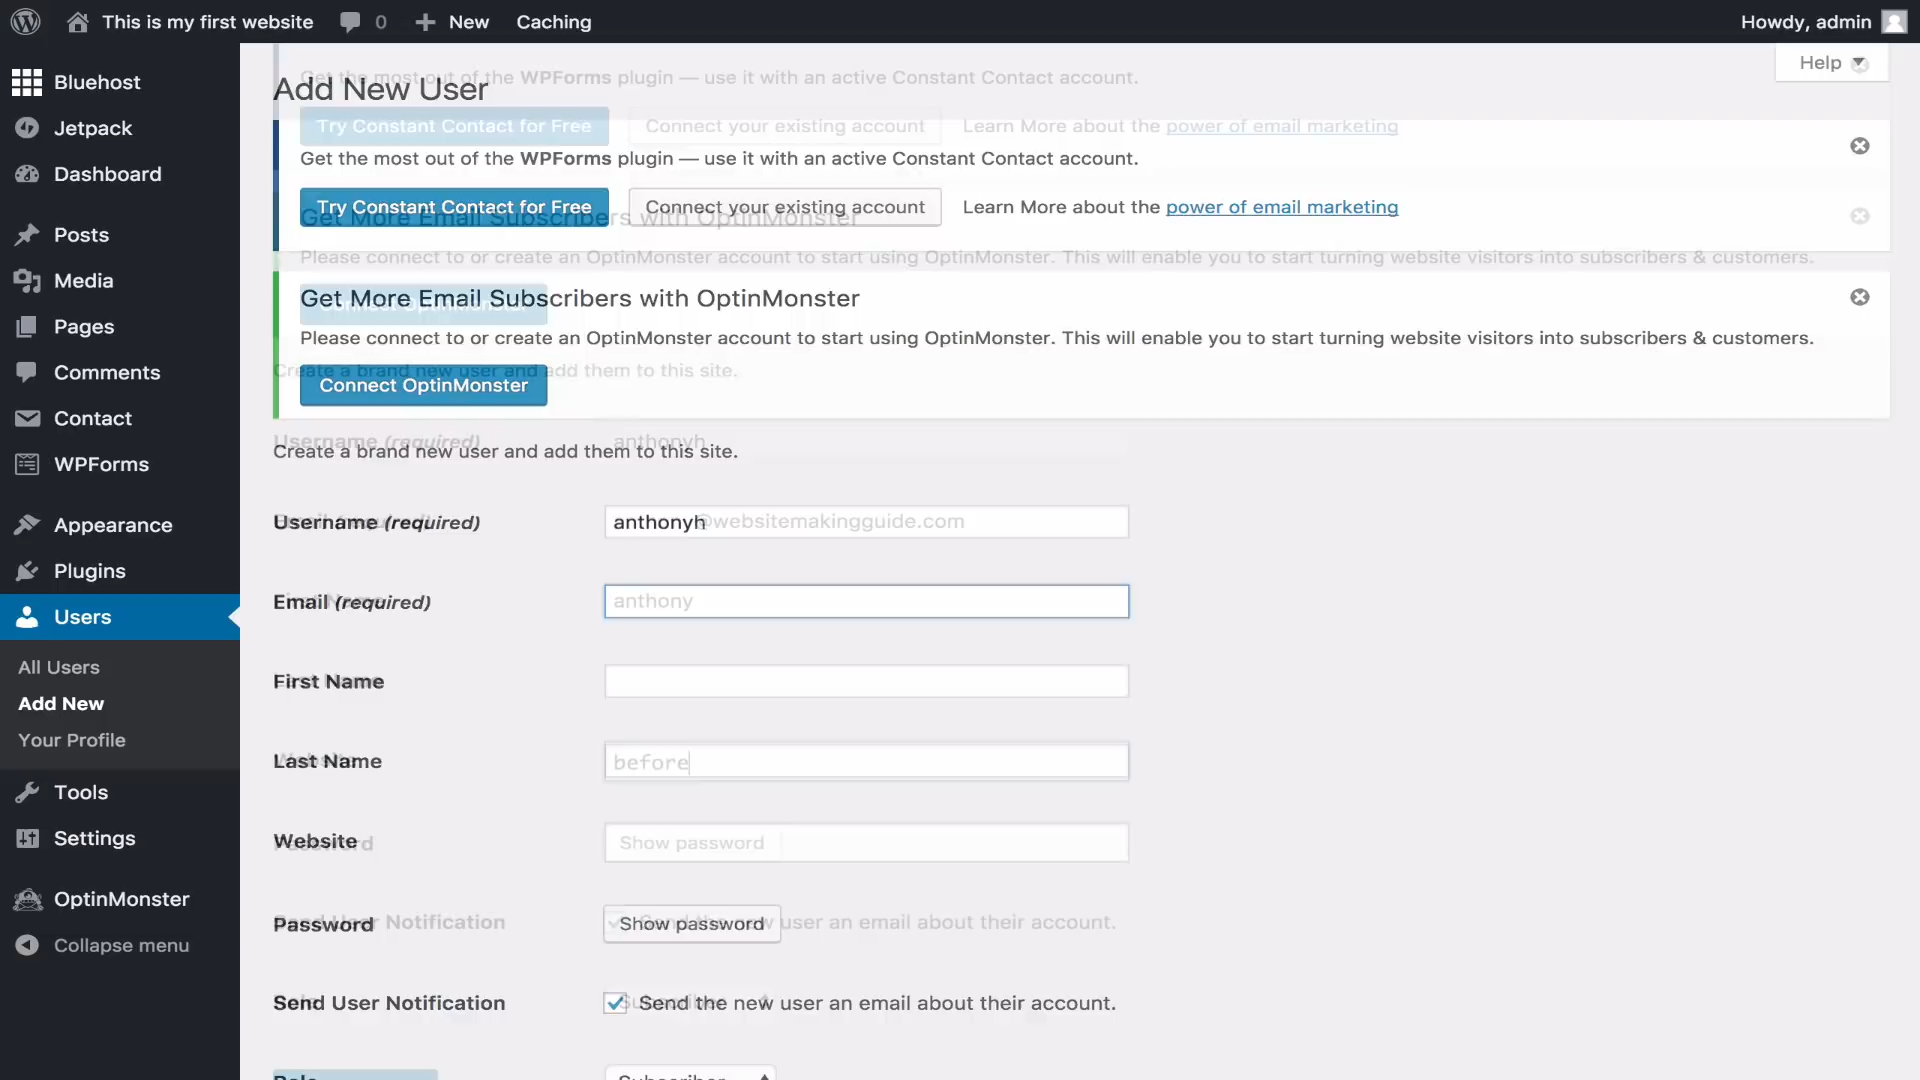 This is my first website
0
New
Caching
Howdy, admin
Bluehost
Jetpack
Dashboard
Posts
Media
Pages
Comments
Contact
WPForms
Appearance
Plugins
Users
All Users
Add New
Your Profile
Tools
Settings
OptinMonster
Collapse menu
Help
Get the most out of the WPForms plugin — use it with an active Constant Contact account.
Add New User
Try Constant Contact for Free
Connect your existing account
Learn More about the power of email marketing
Get the most out of the WPForms plugin — use it with an active Constant Contact account.
Try Constant Contact for Free
Connect your existing account
Learn More about the power of email marketing
Get More Email Subscribers with OptinMonster
Please connect to or create an OptinMonster account to start using OptinMonster. This will enable you to start turning website visitors into subscribers & customers.
Get More Email Subscribers with OptinMonster
Connect OptinMonster
Please connect to or create an OptinMonster account to start using OptinMonster. This will enable you to start turning website visitors into subscribers & customers.
Create a brand new user and add them to this site.
Connect OptinMonster
Username (required)
anthonyh
Create a brand new user and add them to this site.
Username (required)
anthonyh
@websitemakingguide.com
Email (required)
anthony
First Name
Last Name
before
Website
Password
Show password
Password
Show password
Send User Notification
Send the new user an email about their account.
Send User Notification
Send the new user an email about their account.
Role
Subscriber